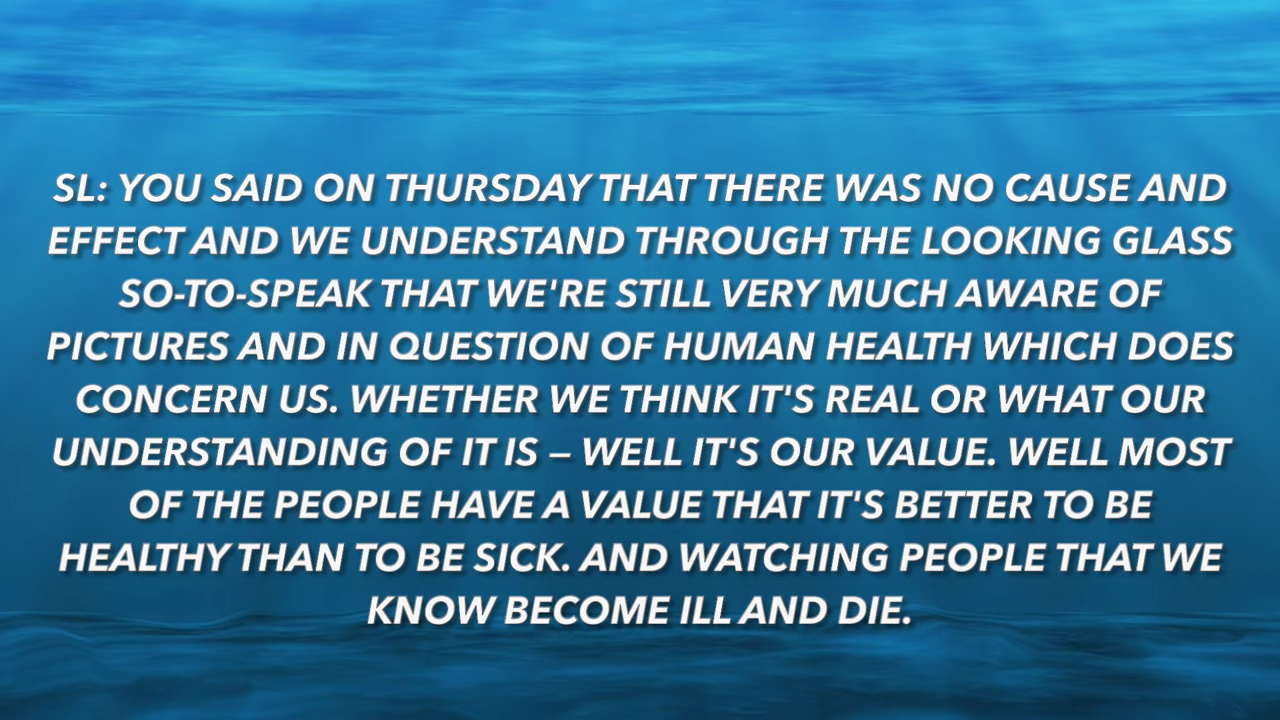 SL: YOU SAID ON THURSDAY THAT THERE WAS NO CAUSE AND
EFFECT AND WE UNDERSTAND THROUGH THE LOOKING GLASS
SO-TO-SPEAK THAT WE'RE STILL VERY MUCH AWARE OF
PICTURES AND IN QUESTION OF HUMAN HEALTH WHICH DOES
CONCERN US. WHETHER WE THINK IT'S REAL OR WHAT OUR
UNDERSTANDING OF IT IS – WELL IT'S OUR VALUE. WELL MOST
OF THE PEOPLE HAVE A VALUE THAT IT'S BETTER TO BE
HEALTHY THAN TO BE SICK. AND WATCHING PEOPLE THAT WE
KNOW BECOME ILL AND DIE.